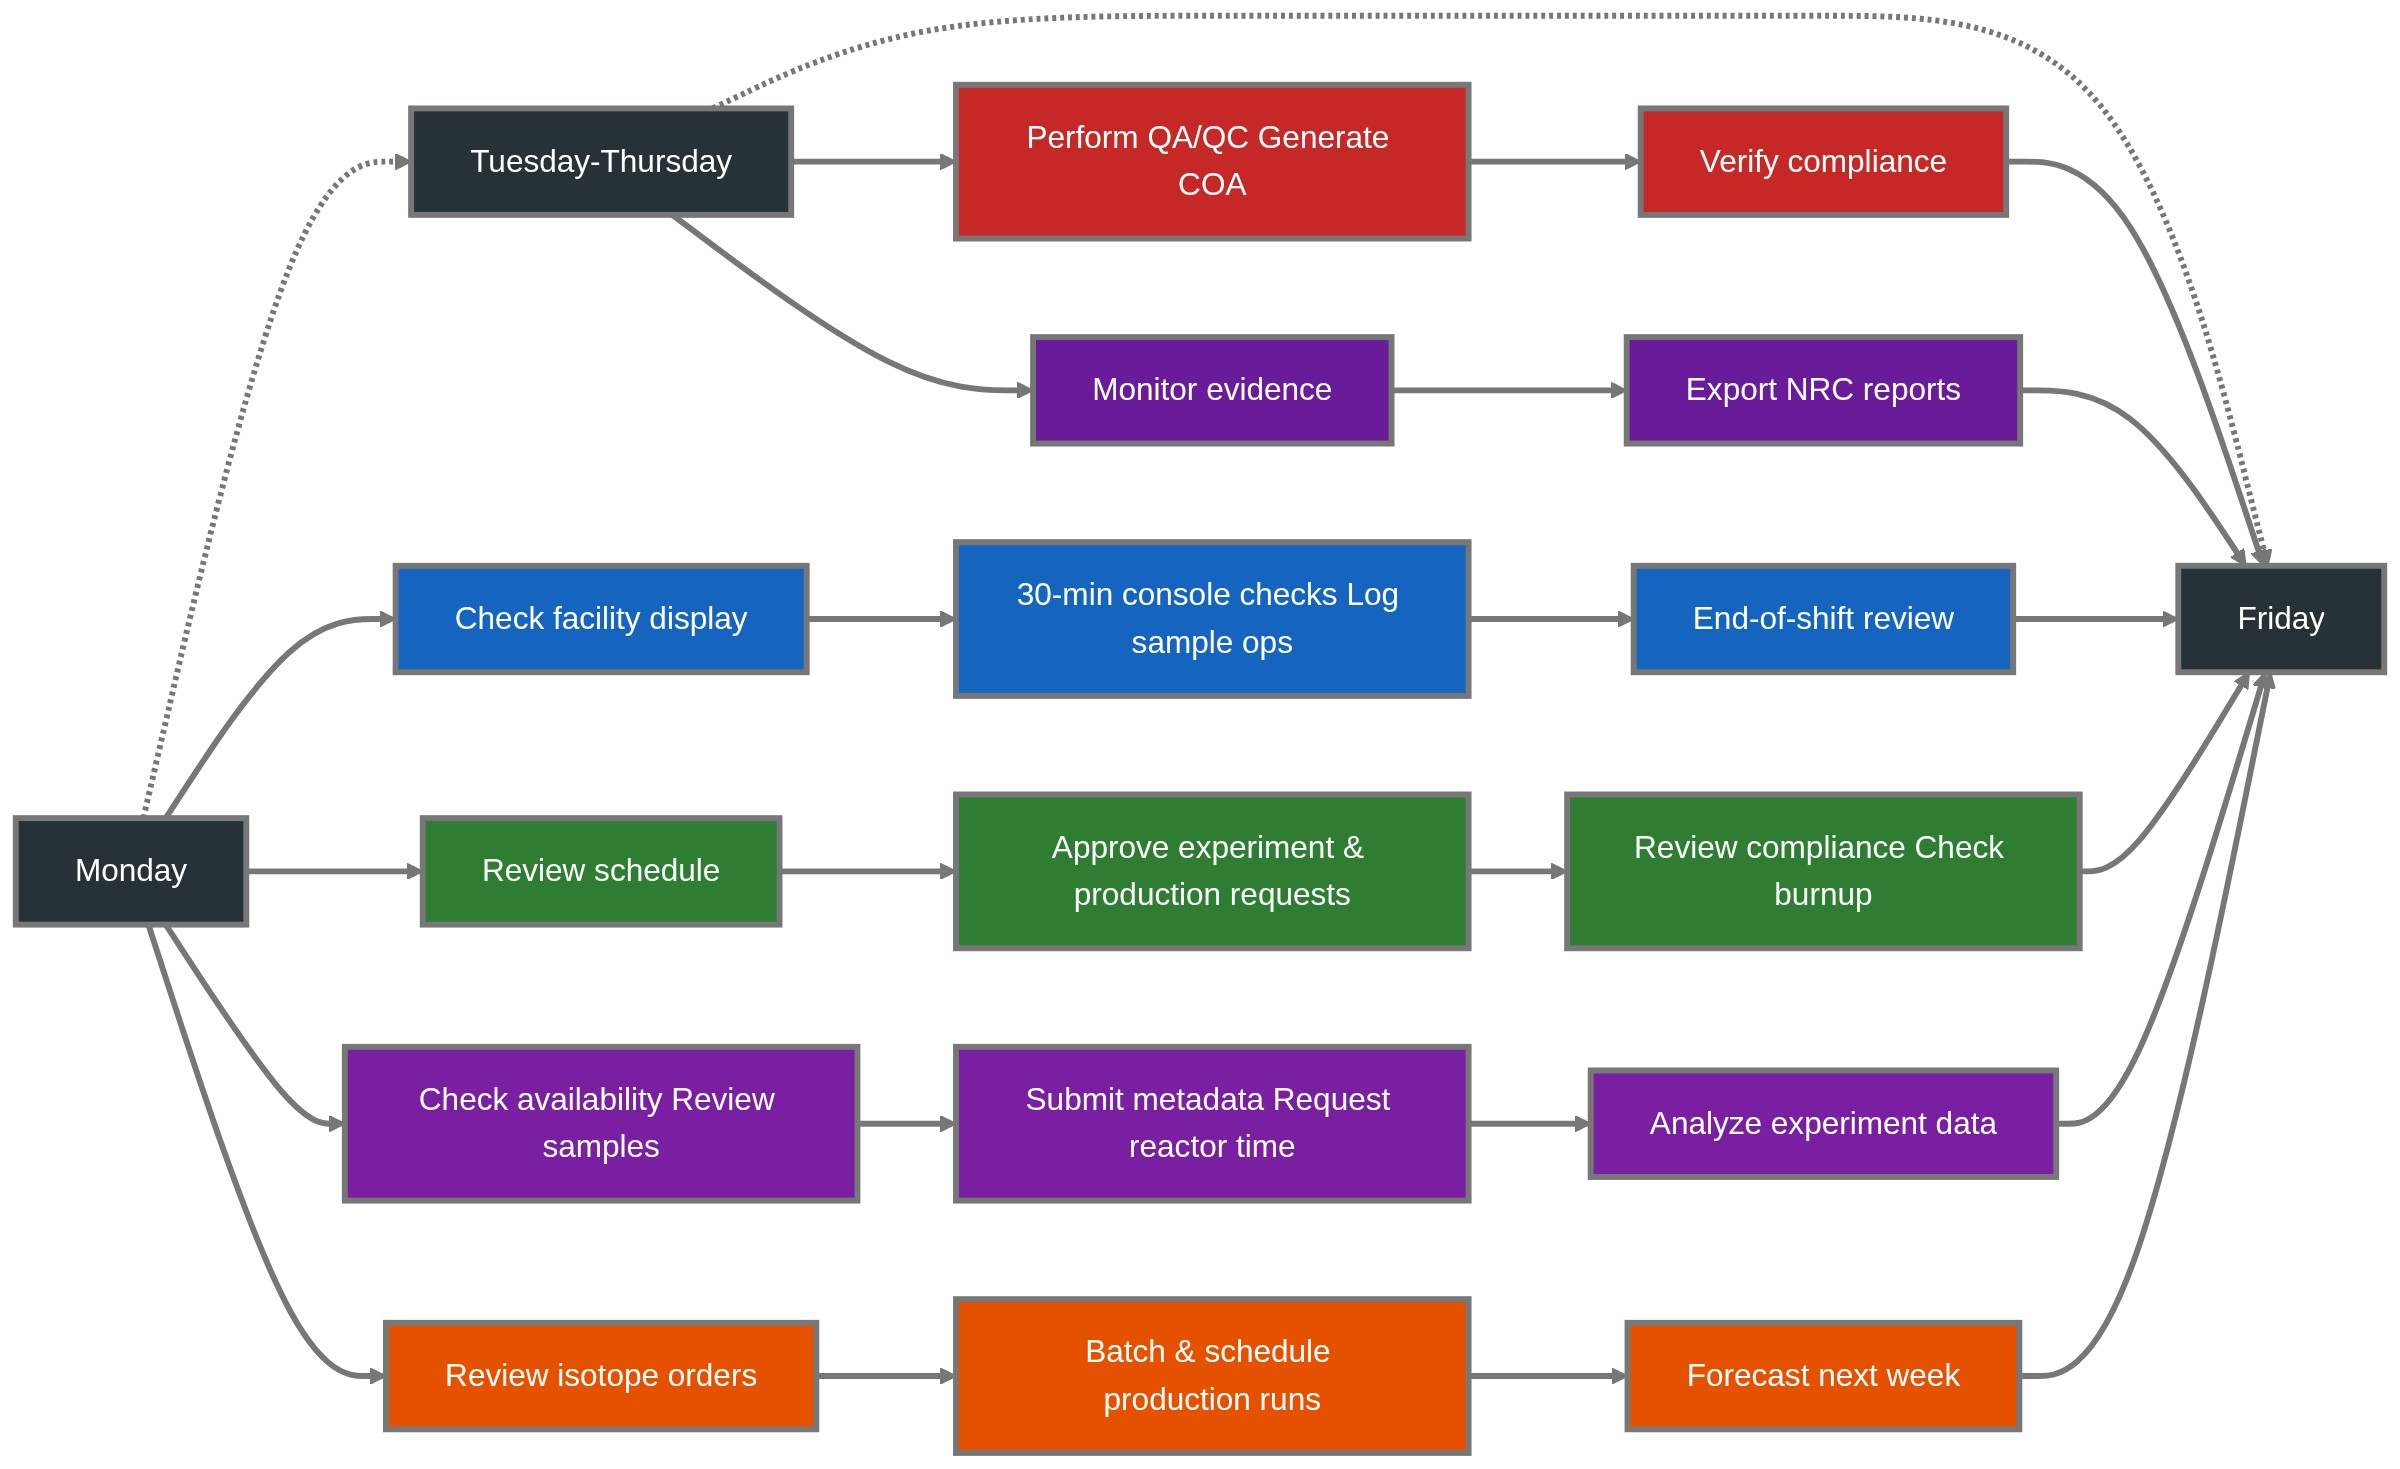 Tuesday-Thursday
Perform QA/QC Generate
COA
Verify compliance
Monitor evidence
Export NRC reports
Check facility display
30-min console checks Log
sample ops
End-of-shift review
Friday
Monday
Review schedule
Approve experiment &
production requests
Review compliance Check
burnup
Check availability Review
samples
Submit metadata Request
reactor time
Analyze experiment data
Review isotope orders
Batch & schedule
production runs
Forecast next week